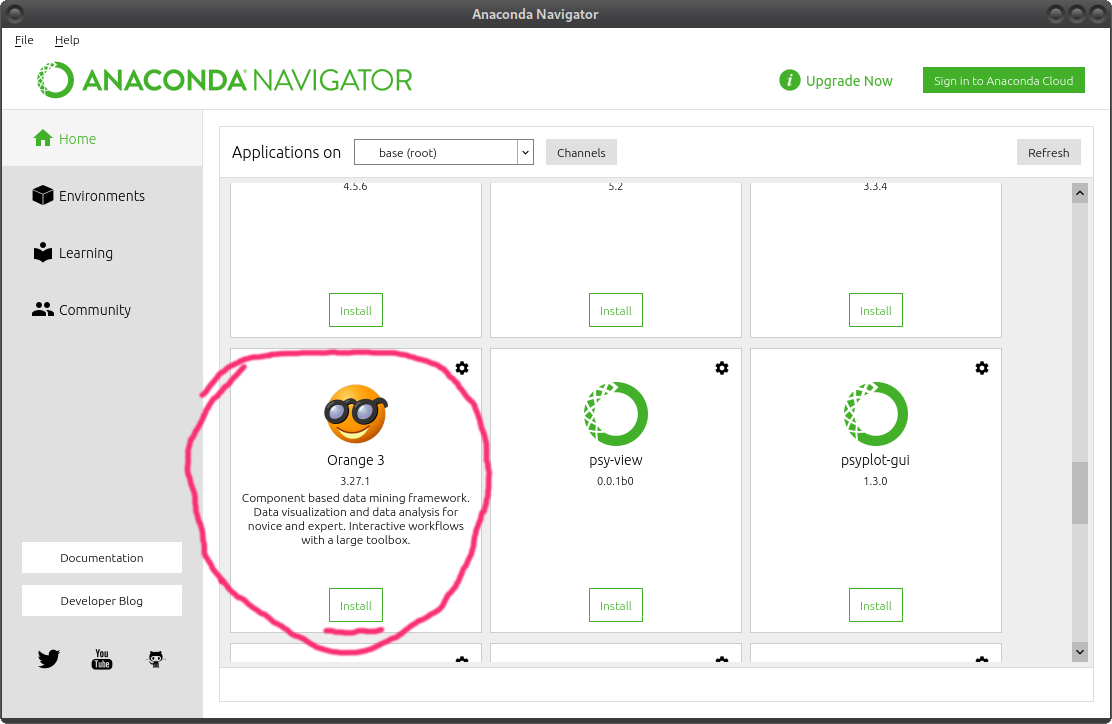 Anaconda Navigator
File Help
ANACONDA NAVIGATOR
i Upgrade Now
Sign in to Anaconda Cloud
Home
Environments
Learning
Community
Documentation
Developer Blog
You
Tube
Applications on base (root) Channels Refresh
4.5.6 5.2 3.3.4
Install Install Install
Orange 3 psy-view psyplot-gui
3.27.1 0.0.1b0 1.3.0
Component based data mining framework.
Data visualization and data analysis for
novice and expert. Interactive workflows
with a large toolbox.
Install Install Install